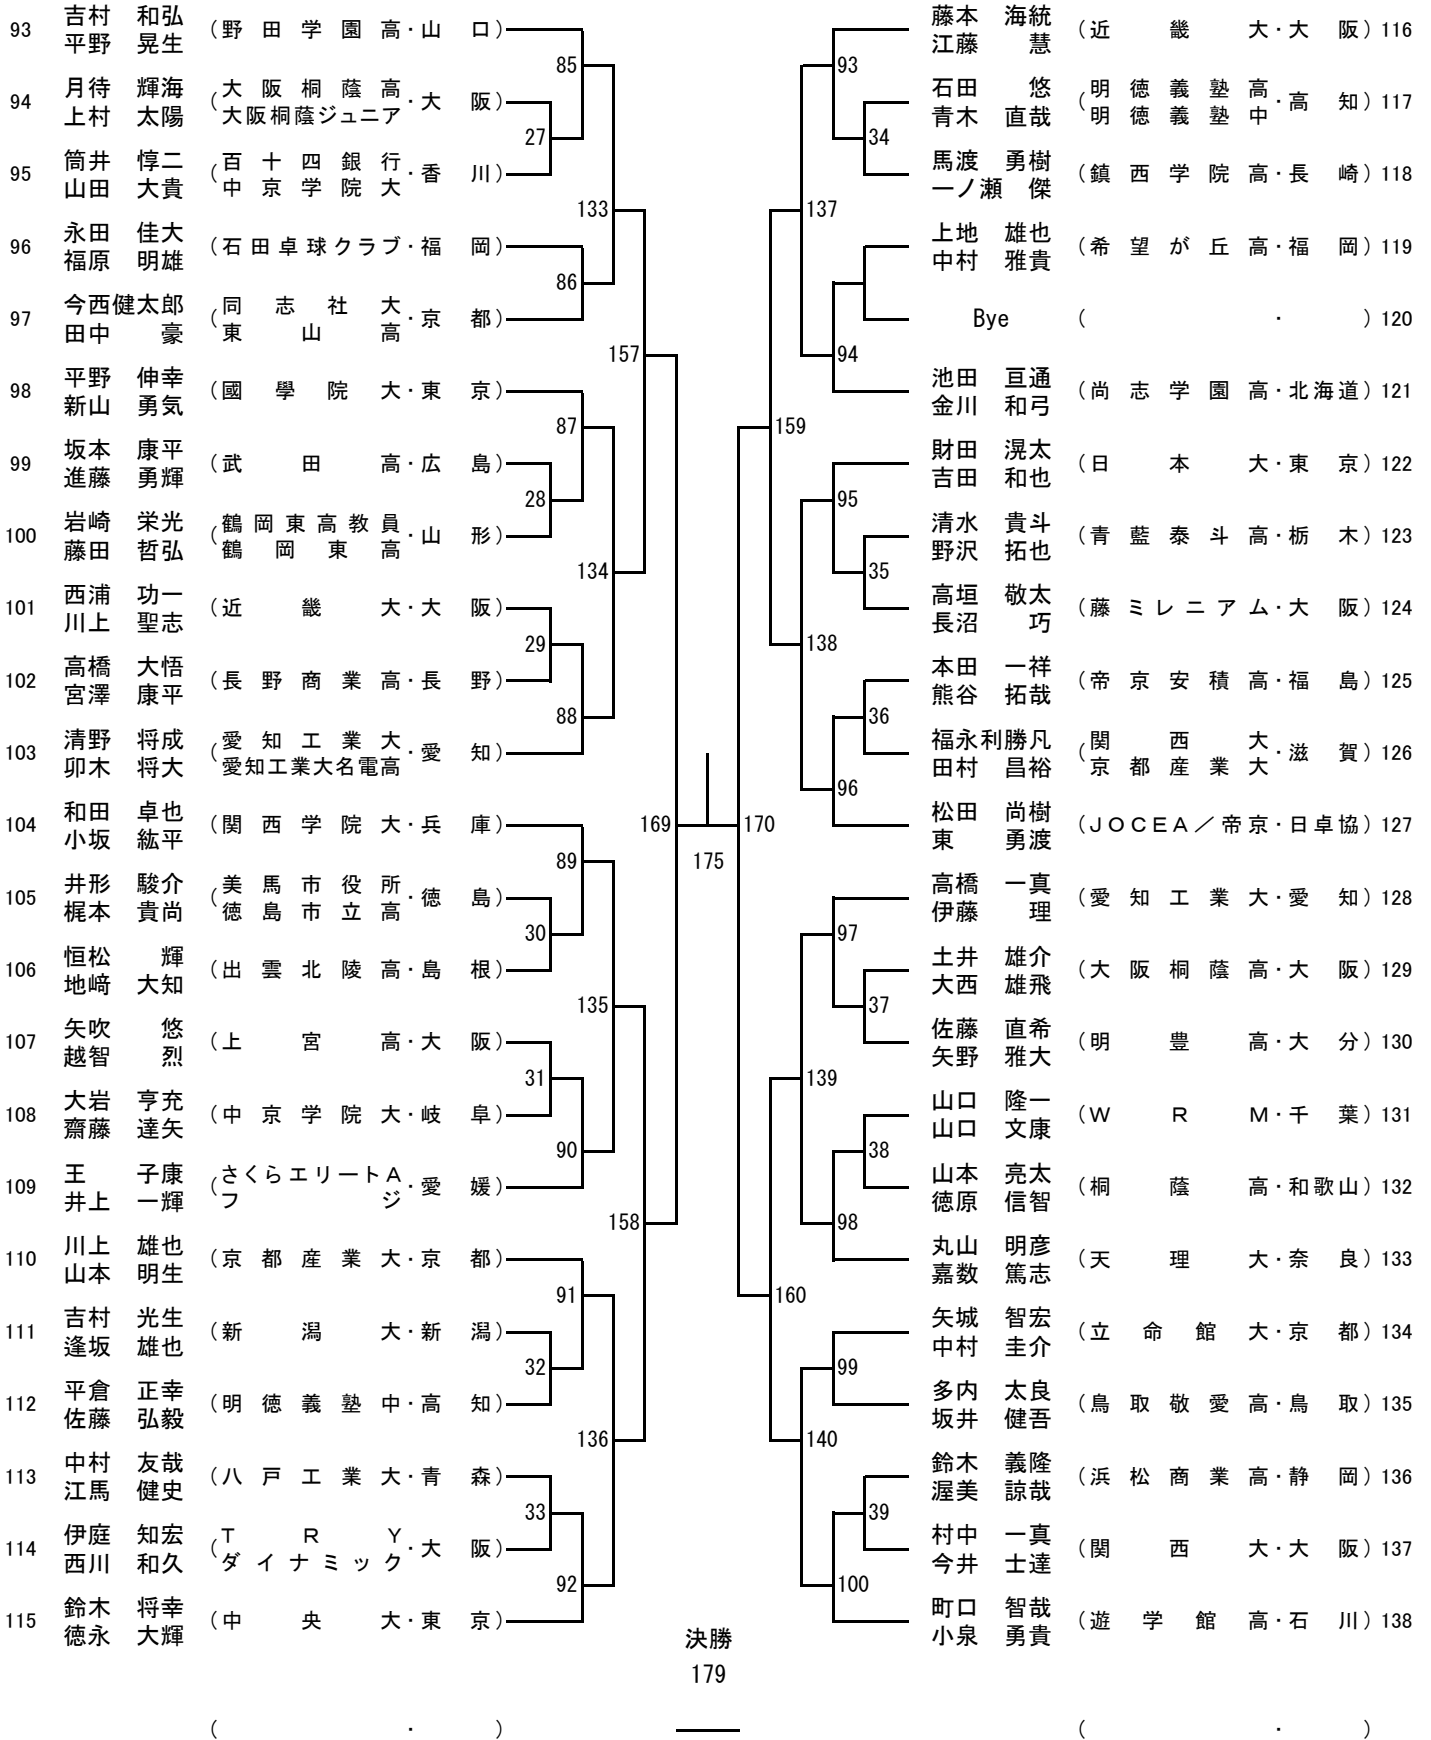 93 吉村 和弘 平野 晃生 (野田学園高・山口)
94 月待 輝海 上村 太陽 (大阪桐蔭高 大阪桐蔭ジュニア・大阪)
95 筒井 惇二 山田 大貴 (百十四銀行 中京学院大・香川)
96 永田 佳大 福原 明雄 (石田卓球クラブ・福岡)
97 今西健太郎 田中 豪 (同志社大 東山高・京都)
98 平野 伸幸 新山 勇気 (國學院大・東京)
99 坂本 康平 進藤 勇輝 (武田高・広島)
100 岩崎 栄光 藤田 哲弘 (鶴岡東高教員 鶴岡東高・山形)
101 西浦 功一 川上 聖志 (近畿大・大阪)
102 高橋 大悟 宮澤 康平 (長野商業高・長野)
103 清野 将成 卯木 将大 (愛知工業大 愛知工業大名電高・愛知)
104 和田 卓也 小坂 紘平 (関西学院大・兵庫)
105 井形 駿介 梶本 貴尚 (美馬市役所 徳島市立高・徳島)
106 恒松 輝 地﨑 大知 (出雲北陵高・島根)
107 矢吹 悠 越智 烈 (上宮高・大阪)
108 大岩 亨充 齋藤 達矢 (中京学院大・岐阜)
109 王 子康 井上 一輝 (さくらエリートA フジ・愛媛)
110 川上 雄也 山本 明生 (京都産業大・京都)
111 吉村 光生 逢坂 雄也 (新潟大・新潟)
112 平倉 正幸 佐藤 弘毅 (明徳義塾中・高知)
113 中村 友哉 江馬 健史 (八戸工業大・青森)
114 伊庭 知宏 西川 和久 (TRY ダイナミック・大阪)
115 鈴木 将幸 徳永 大輝 (中央大・東京)
( ・ )
85
27
133
86
157
87
28
134
29
88
169
89
30
135
31
90
158
91
32
136
33
92
175
決勝
179
170
93
34
137
94
159
95
35
138
36
96
97
37
139
38
98
160
99
140
39
100
藤本 海統 江藤 慧 (近畿大・大阪) 116
石田 悠 青木 直哉 (明徳義塾高 明徳義塾中・高知) 117
馬渡 勇樹 一ノ瀬 傑 (鎮西学院高・長崎) 118
上地 雄也 中村 雅貴 (希望が丘高・福岡) 119
Bye ( ・ ) 120
池田 亘通 金川 和弓 (尚志学園高・北海道) 121
財田 滉太 吉田 和也 (日本大・東京) 122
清水 貴斗 野沢 拓也 (青藍泰斗高・栃木) 123
高垣 敬太 長沼 巧 (藤ミレニアム・大阪) 124
本田 一祥 熊谷 拓哉 (帝京安積高・福島) 125
福永利勝凡 田村 昌裕 (関西大 京都産業大・滋賀) 126
松田 尚樹 東 勇渡 (JOCEA/帝京・日卓協) 127
高橋 一真 伊藤 理 (愛知工業大・愛知) 128
土井 雄介 大西 雄飛 (大阪桐蔭高・大阪) 129
佐藤 直希 矢野 雅大 (明豊高・大分) 130
山口 隆一 山口 文康 (WRM・千葉) 131
山本 亮太 徳原 信智 (桐蔭高・和歌山) 132
丸山 明彦 嘉数 篤志 (天理大・奈良) 133
矢城 智宏 中村 圭介 (立命館大・京都) 134
多内 太良 坂井 健吾 (鳥取敬愛高・鳥取) 135
鈴木 義隆 渥美 諒哉 (浜松商業高・静岡) 136
村中 一真 今井 士達 (関西大・大阪) 137
町口 智哉 小泉 勇貴 (遊学館高・石川) 138
( ・ )